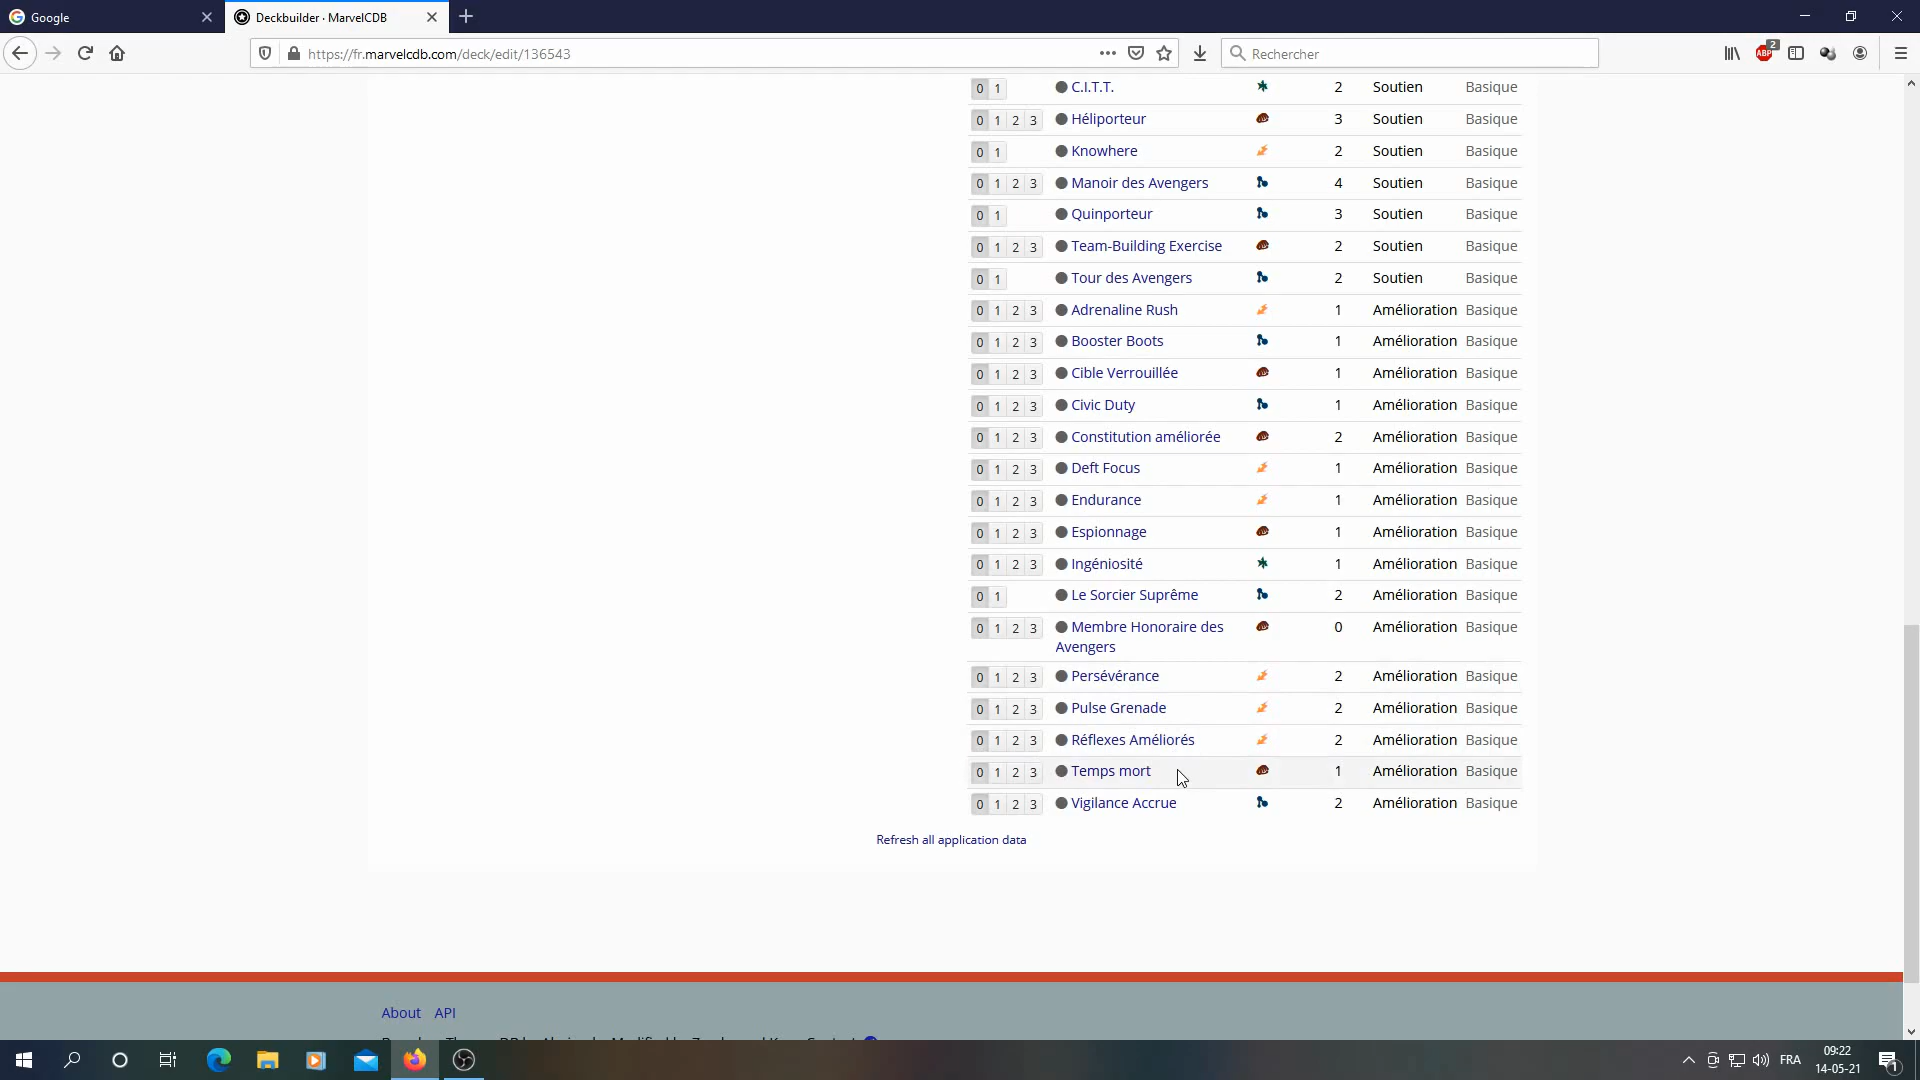 Google
Deckbuilder · MarvelCDB
https://fr.marvelcdb.com/deck/edit/136543
Rechercher
ABP 2
0 1 C.I.T.T. 2 Soutien Basique
0 1 2 3 Héliporteur 3 Soutien Basique
0 1 Knowhere 2 Soutien Basique
0 1 2 3 Manoir des Avengers 4 Soutien Basique
0 1 Quinporteur 3 Soutien Basique
0 1 2 3 Team-Building Exercise 2 Soutien Basique
0 1 Tour des Avengers 2 Soutien Basique
0 1 2 3 Adrenaline Rush 1 Amélioration Basique
0 1 2 3 Booster Boots 1 Amélioration Basique
0 1 2 3 Cible Verrouillée 1 Amélioration Basique
0 1 2 3 Civic Duty 1 Amélioration Basique
0 1 2 3 Constitution améliorée 2 Amélioration Basique
0 1 2 3 Deft Focus 1 Amélioration Basique
0 1 2 3 Endurance 1 Amélioration Basique
0 1 2 3 Espionnage 1 Amélioration Basique
0 1 2 3 Ingéniosité 1 Amélioration Basique
0 1 Le Sorcier Suprême 2 Amélioration Basique
0 1 2 3 Membre Honoraire des 0 Amélioration Basique
Avengers
0 1 2 3 Persévérance 2 Amélioration Basique
0 1 2 3 Pulse Grenade 2 Amélioration Basique
0 1 2 3 Réflexes Améliorés 2 Amélioration Basique
0 1 2 3 Temps mort 1 Amélioration Basique
0 1 2 3 Vigilance Accrue 2 Amélioration Basique
Refresh all application data
About API
FRA
09:22
14-05-21
1